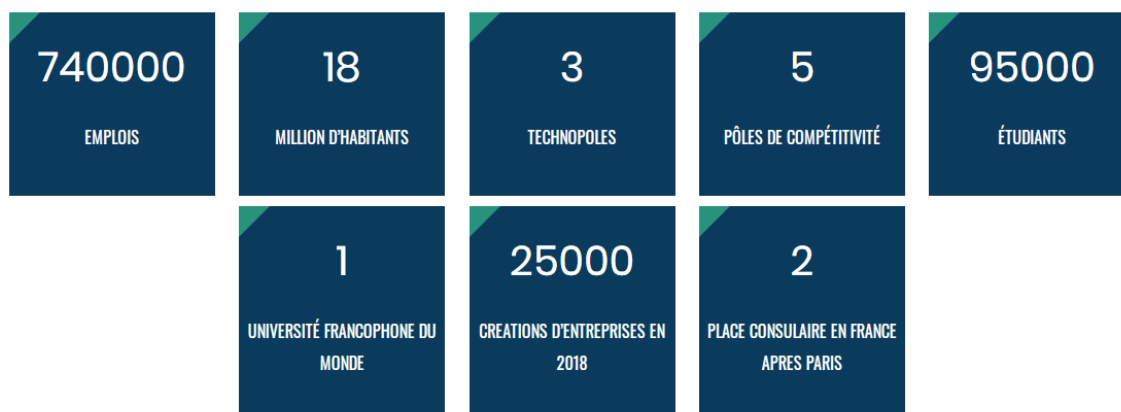 740000
EMPLOIS
18
MILLION D'HABITANTS
3
TECHNOPOLES
5
PÔLES DE COMPÉTITIVITÉ
95000
ÉTUDIANTS
1
UNIVERSITÉ FRANCOPHONE DU
MONDE
25000
CREATIONS D'ENTREPRISES EN
2018
2
PLACE CONSULAIRE EN FRANCE
APRES PARIS